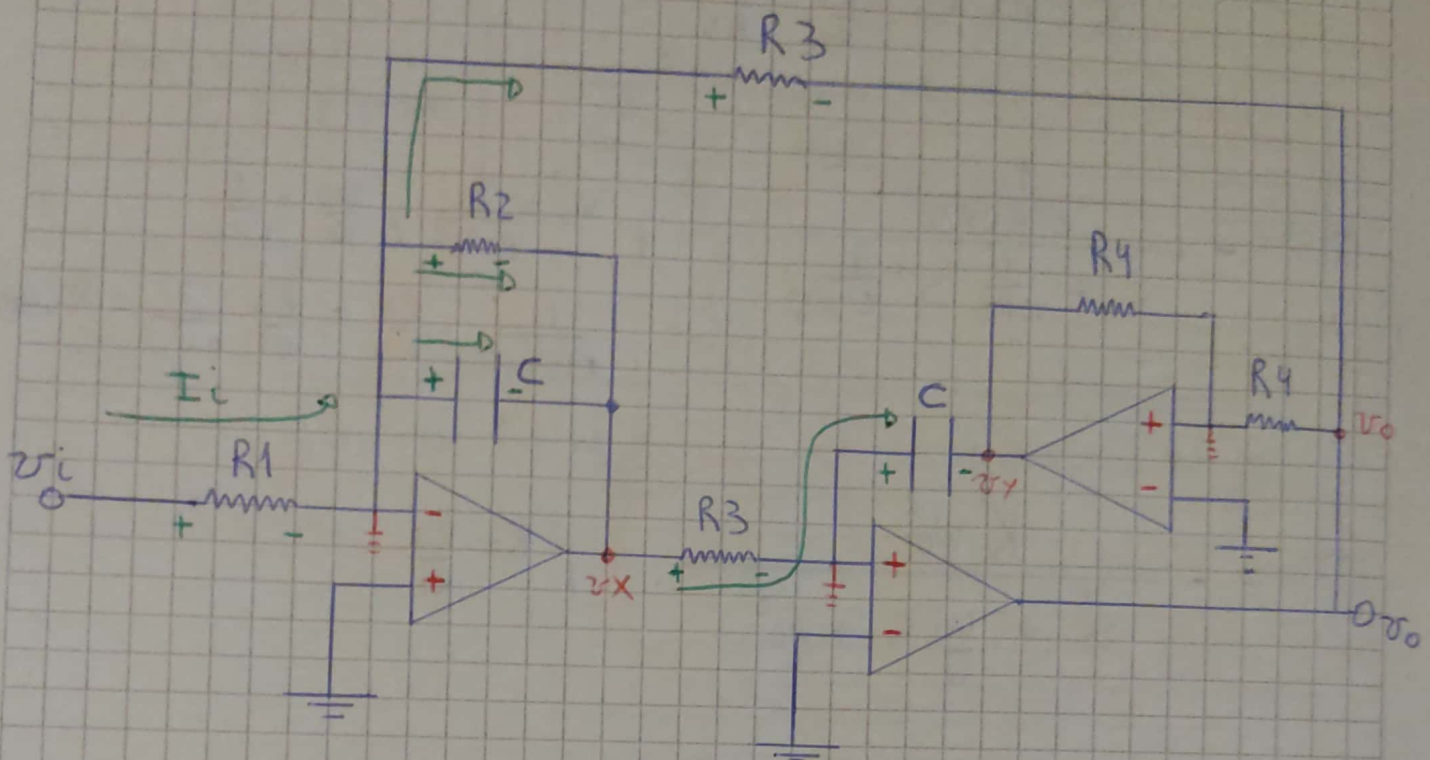 R3
+ -
R2
+ -
R4
+ - C
Ii
C
R4
+
vo
vi
R1
+ - vy
-
+ -
-
R3
+
vx
+ -
+
-
vo